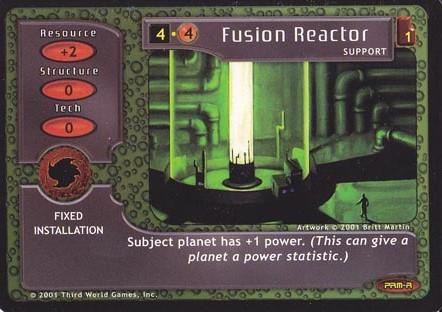 Resource
+2
Structure
0
Tech
0
FIXED
INSTALLATION
4 · 4
Fusion Reactor
SUPPORT
1
Artwork © 2001 Britt Martin
Subject planet has +1 power. (This can give a
planet a power statistic.)
© 2001 Third World Games, Inc.
PRM-R